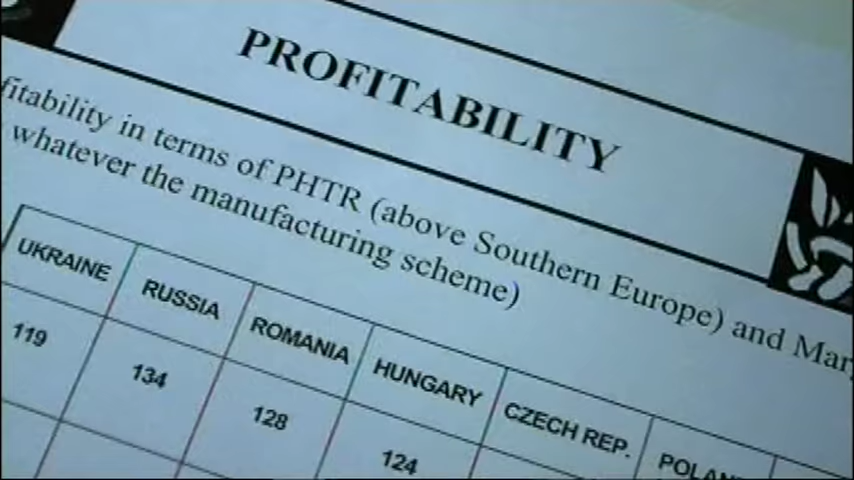 PROFITABILITY
fitability in terms of PHTR (above Southern Europe) and
whatever the manufacturing scheme)
UKRAINE RUSSIA ROMANIA HUNGARY CZECH REP.
119 134 128 124